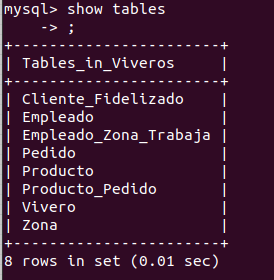 mysql> show tables
    -> ;
+------------------------+
| Tables_in_Viveros      |
+------------------------+
| Cliente_Fidelizado     |
| Empleado               |
| Empleado_Zona_Trabaja  |
| Pedido                 |
| Producto               |
| Producto_Pedido        |
| Vivero                 |
| Zona                   |
+------------------------+
8 rows in set (0.01 sec)